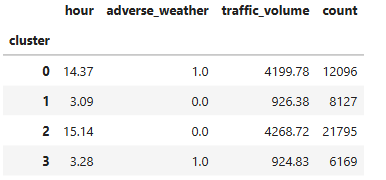 hour adverse_weather traffic_volume count
cluster
0 14.37 1.0 4199.78 12096
1 3.09 0.0 926.38 8127
2 15.14 0.0 4268.72 21795
3 3.28 1.0 924.83 6169